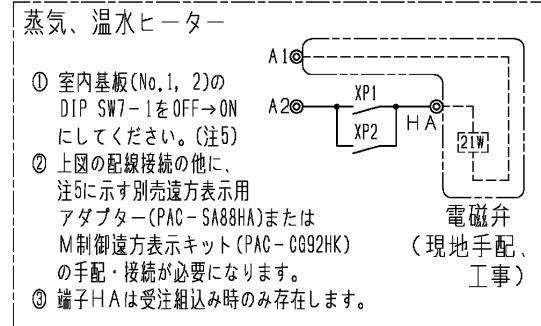 蒸気、温水ヒーター
① 室内基板(No.1, 2)の
DIP SW7-1をOFF→ON
にしてください。(注5)
② 上図の配線接続の他に、
注5に示す別売遠方表示用
アダプター(PAC-SA88HA)または
M制御遠方表示キット(PAC-CG92HK)
の手配・接続が必要になります。
③ 端子HAは受注組込み時のみ存在します。
A1
A2
XP1
XP2
HA
21W
電磁弁
(現地手配、
工事)